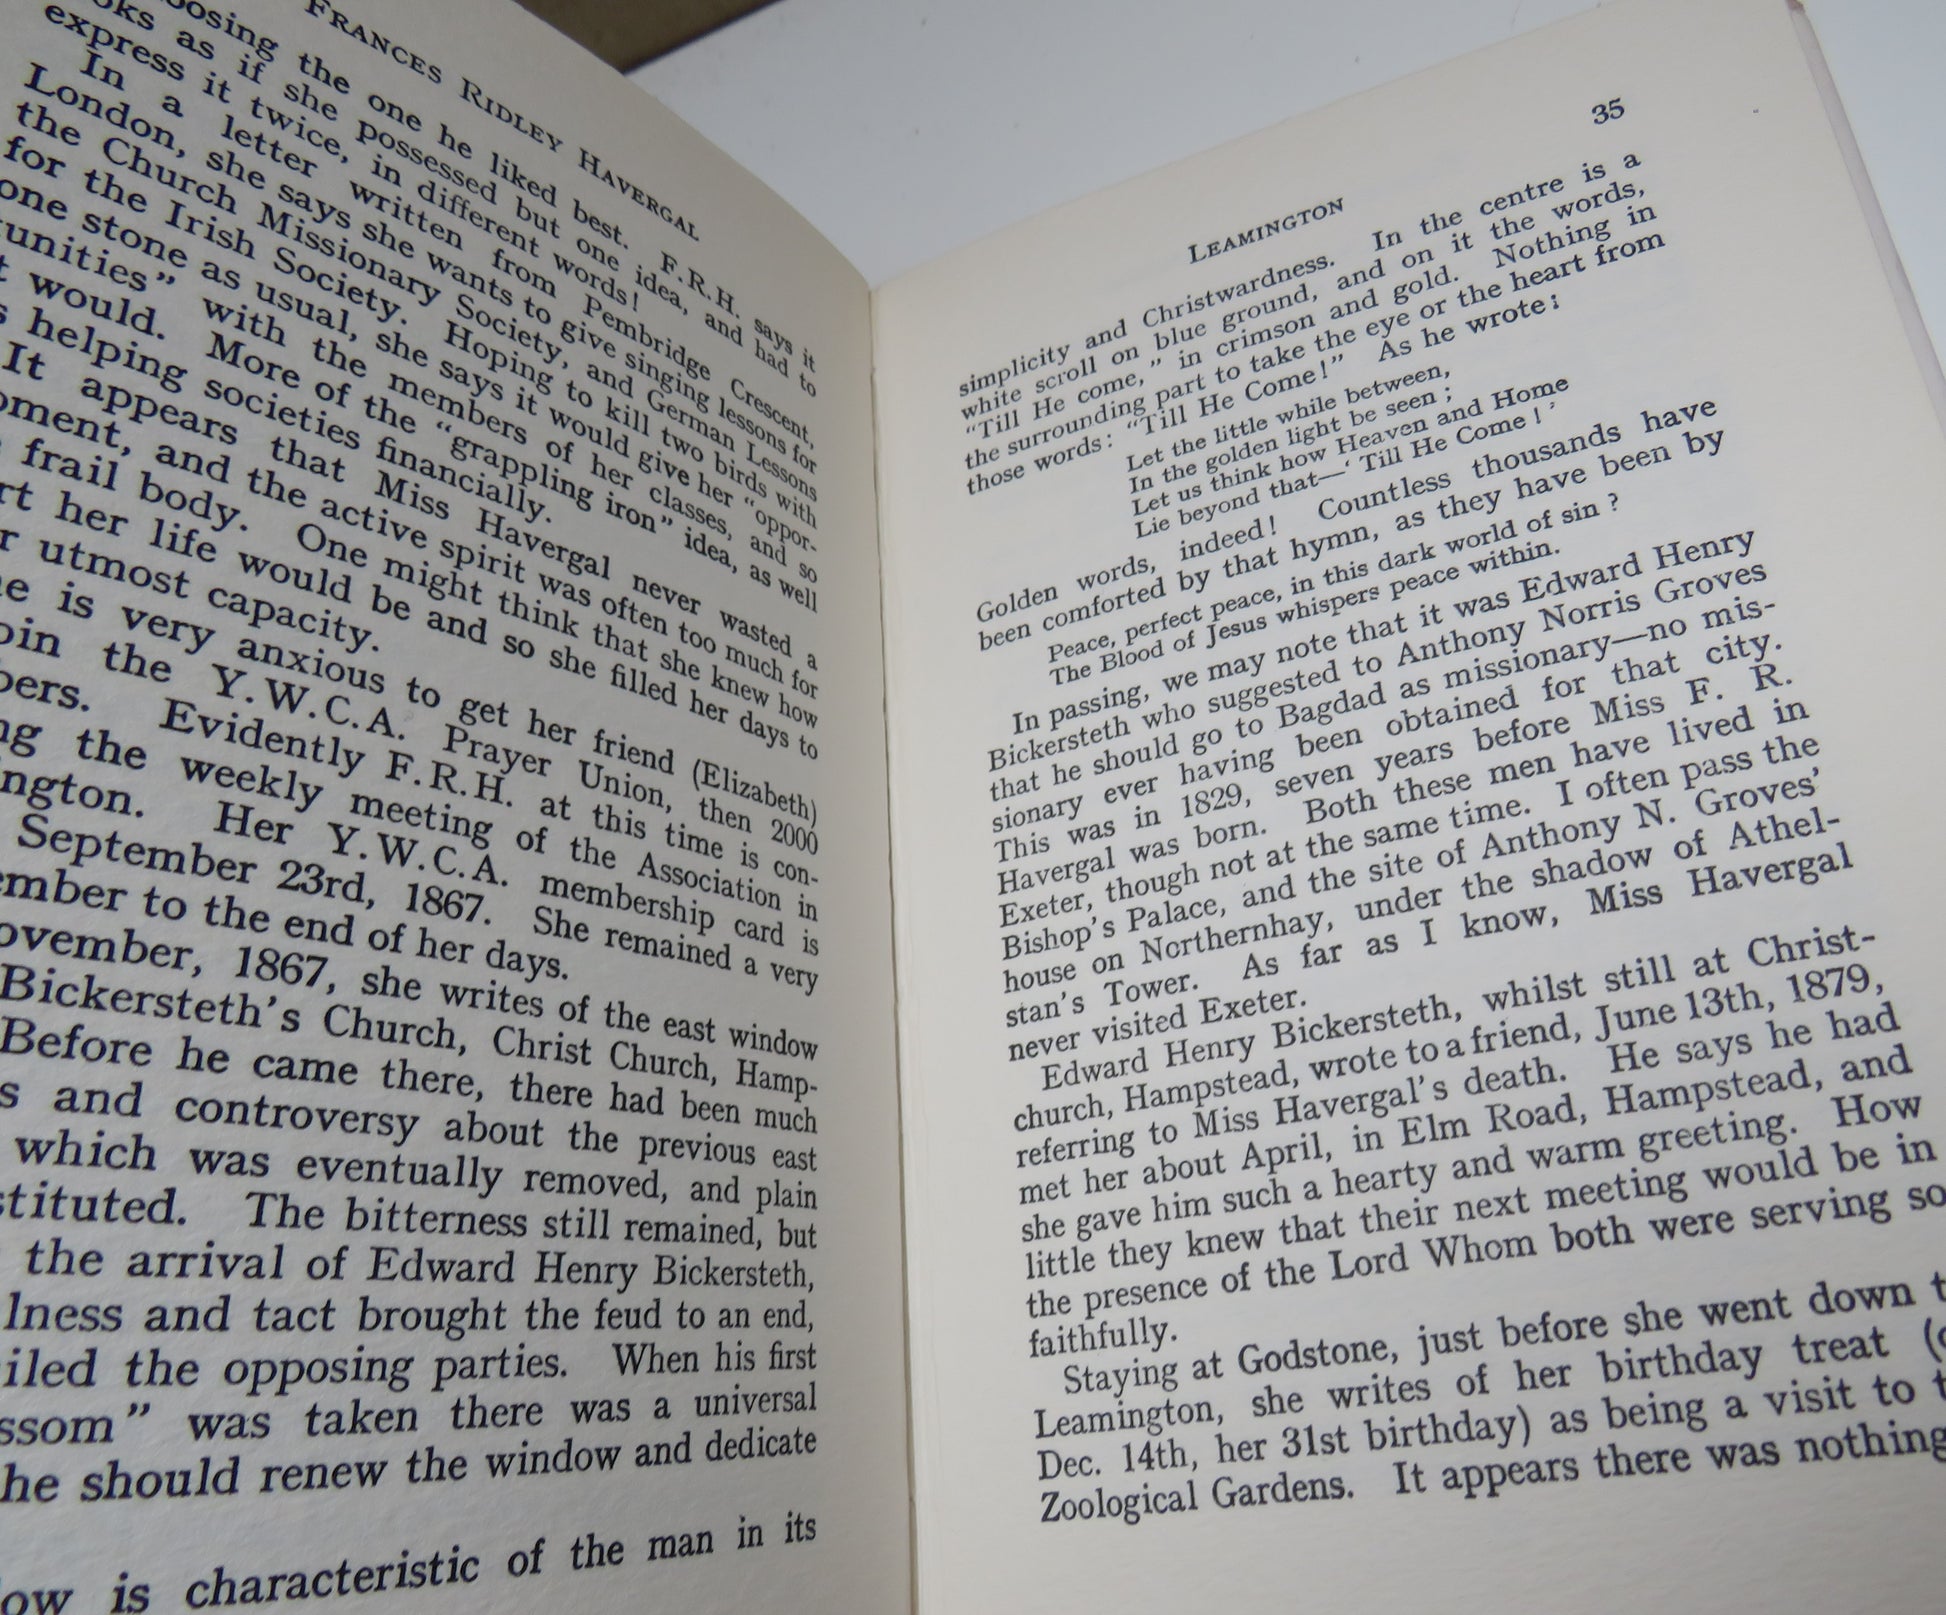 FRANCES RIDLEY HAVERGAL
the one he liked best. F.R.H. says it
as if she possessed but one idea, and had to
express it twice, in different words!
In a letter written from Pembridge Crescent,
London, she says she wants to give singing lessons for
the Church Missionary Society, and German Lessons
for the Irish Society. Hoping to kill two birds with
one stone as usual, she says it would give her "oppor-
tunities" with the members of her classes, and so
would. More of the "grappling iron" idea, as well
helping societies financially.
It appears that Miss Havergal never wasted a
moment, and the active spirit was often too much for
frail body. One might think that she knew how
her life would be and so she filled her days to
utmost capacity.
is very anxious to get her friend (Elizabeth)
join the Y.W.C.A. Prayer Union, then 2000
Evidently F.R.H. at this time is con-
the weekly meeting of the Association in
Her Y.W.C.A. membership card is
September 23rd, 1867. She remained a very
member to the end of her days.
November, 1867, she writes of the east window
Bickersteth's Church, Christ Church, Hamp-
Before he came there, there had been much
and controversy about the previous east
which was eventually removed, and plain
The bitterness still remained, but
the arrival of Edward Henry Bickersteth,
and tact brought the feud to an end,
the opposing parties. When his first
" was taken there was a universal
he should renew the window and dedicate
is characteristic of the man in its
LEAMINGTON 35
simplicity and Christwardness. In the centre is a
white scroll on blue ground, and on it the words,
"Till He come," in crimson and gold. Nothing in
the surrounding part to take the eye or the heart from
those words: "Till He Come!" As he wrote:
Let the little while between,
In the golden light be seen;
Let us think how Heaven and Home
Lie beyond that—'Till He Come!'
Golden words, indeed! Countless thousands have
been comforted by that hymn, as they have been by
Peace, perfect peace, in this dark world of sin?
The Blood of Jesus whispers peace within.
In passing, we may note that it was Edward Henry
Bickersteth who suggested to Anthony Norris Groves
that he should go to Bagdad as missionary—no mis-
sionary ever having been obtained for that city.
This was in 1829, seven years before Miss F. R.
Havergal was born. Both these men have lived in
Exeter, though not at the same time. I often pass the
Bishop's Palace, and the site of Anthony N. Groves'
house on Northernhay, under the shadow of Athel-
stan's Tower. As far as I know, Miss Havergal
never visited Exeter.
Edward Henry Bickersteth, whilst still at Christ-
church, Hampstead, wrote to a friend, June 13th, 1879,
referring to Miss Havergal's death. He says he had
met her about April, in Elm Road, Hampstead, and
she gave him such a hearty and warm greeting. How
little they knew that their next meeting would be in
the presence of the Lord Whom both were serving so
faithfully.
Staying at Godstone, just before she went down
Leamington, she writes of her birthday treat
Dec. 14th, her 31st birthday) as being a visit to
Zoological Gardens. It appears there was nothing